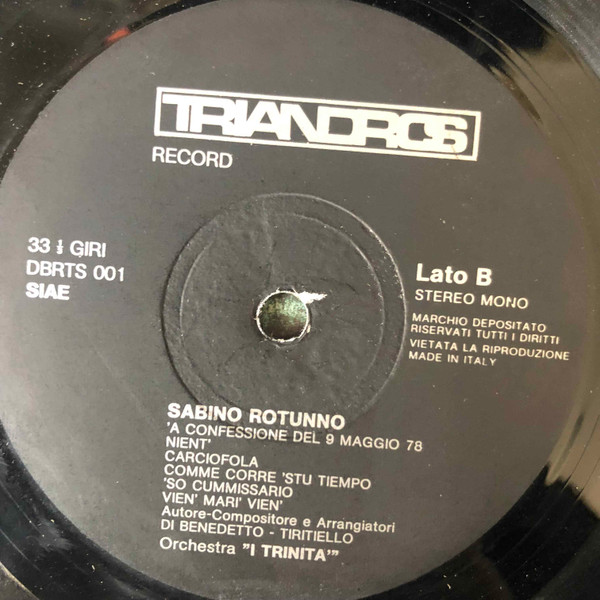 TRIANDROS
RECORD
33 ⅓ GIRI
DBRTS 001
SIAE
Lato B
STEREO MONO
MARCHIO DEPOSITATO
RISERVATI TUTTI I DIRITTI
VIETATA LA RIPRODUZIONE
MADE IN ITALY
SABINO ROTUNNO
'A CONFESSIONE DEL 9 MAGGIO 78
NIENT'
CARCIOFOLA
COMME CORRE 'STU TIEMPO
'SO CUMMISSARIO
VIEN' MARI' VIEN'
Autore-Compositore e Arrangiatori
DI BENEDETTO - TIRITIELLO
Orchestra "I TRINITA'"